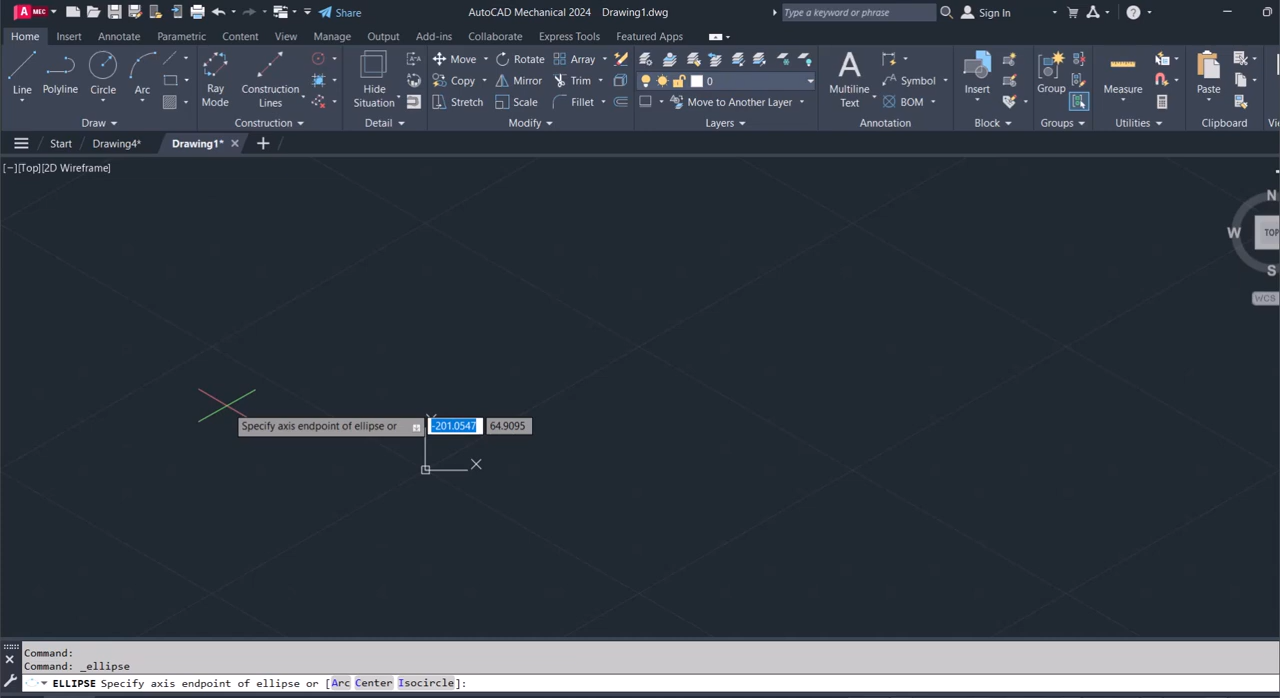 A MEC Share AutoCAD Mechanical 2024 Drawing1.dwg Type a keyword or phrase Sign In ?
Home Insert Annotate Parametric Content View Manage Output Add-ins Collaborate Express Tools Featured Apps
Line Polyline Circle Arc
Draw
Ray Mode
Construction Lines
Construction
Hide Situation
Detail
Move Rotate Array
Copy Mirror Trim
Stretch Scale Fillet
Modify
0
Move to Another Layer
Layers
A
Multiline Text
Symbol
BOM
Annotation
Insert
Block
Group
Groups
Measure
Utilities
Paste
Clipboard
Start Drawing4* Drawing1*
[−][Top][2D Wireframe]
N
W TOP
S
WCS
Specify axis endpoint of ellipse or -201.0547 64.9095
X
Command:
Command: _ellipse
ELLIPSE Specify axis endpoint of ellipse or [Arc Center Isocircle]: